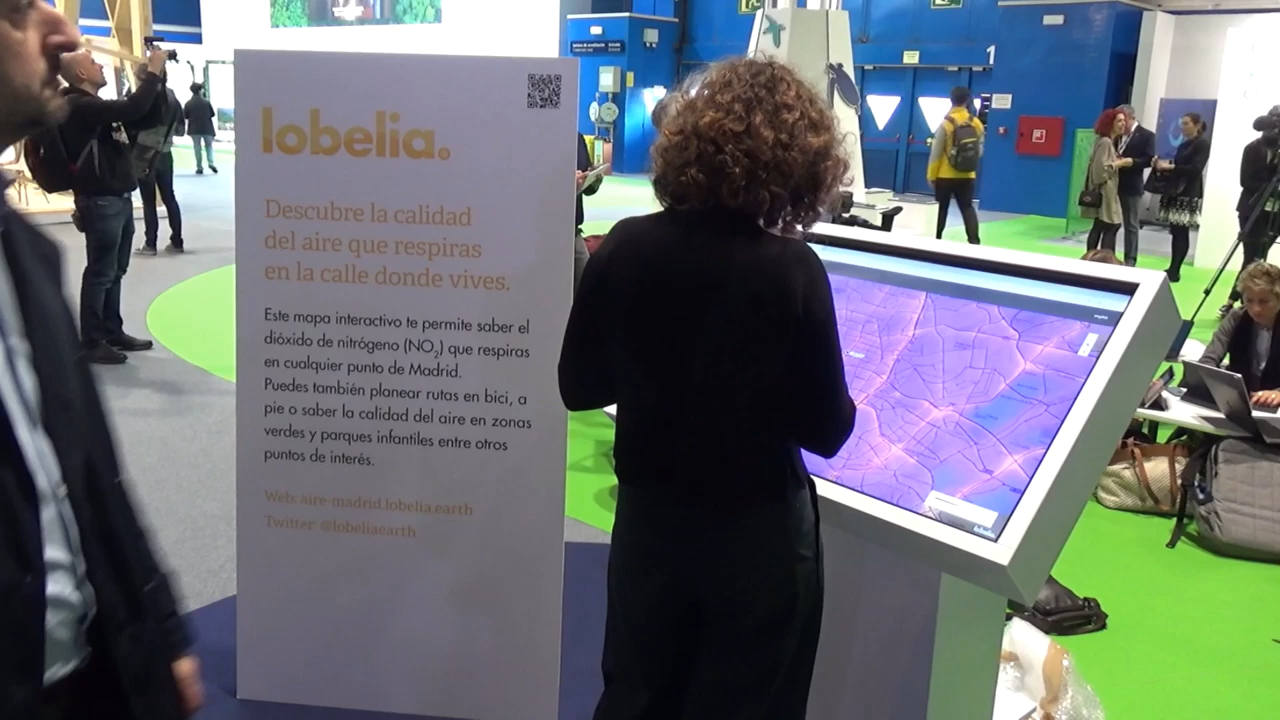 lobelia.
Descubre la calidad
del aire que respiras
en la calle donde vives.
Este mapa interactivo te permite saber el
dióxido de nitrógeno (NO₂) que respiras
en cualquier punto de Madrid.
Puedes también planear rutas en bici, a
pie o saber la calidad del aire en zonas
verdes y parques infantiles entre otros
puntos de interés.
Web: aire-madrid.lobelia.earth
Twitter: @lobeliaearth
1
lobelia